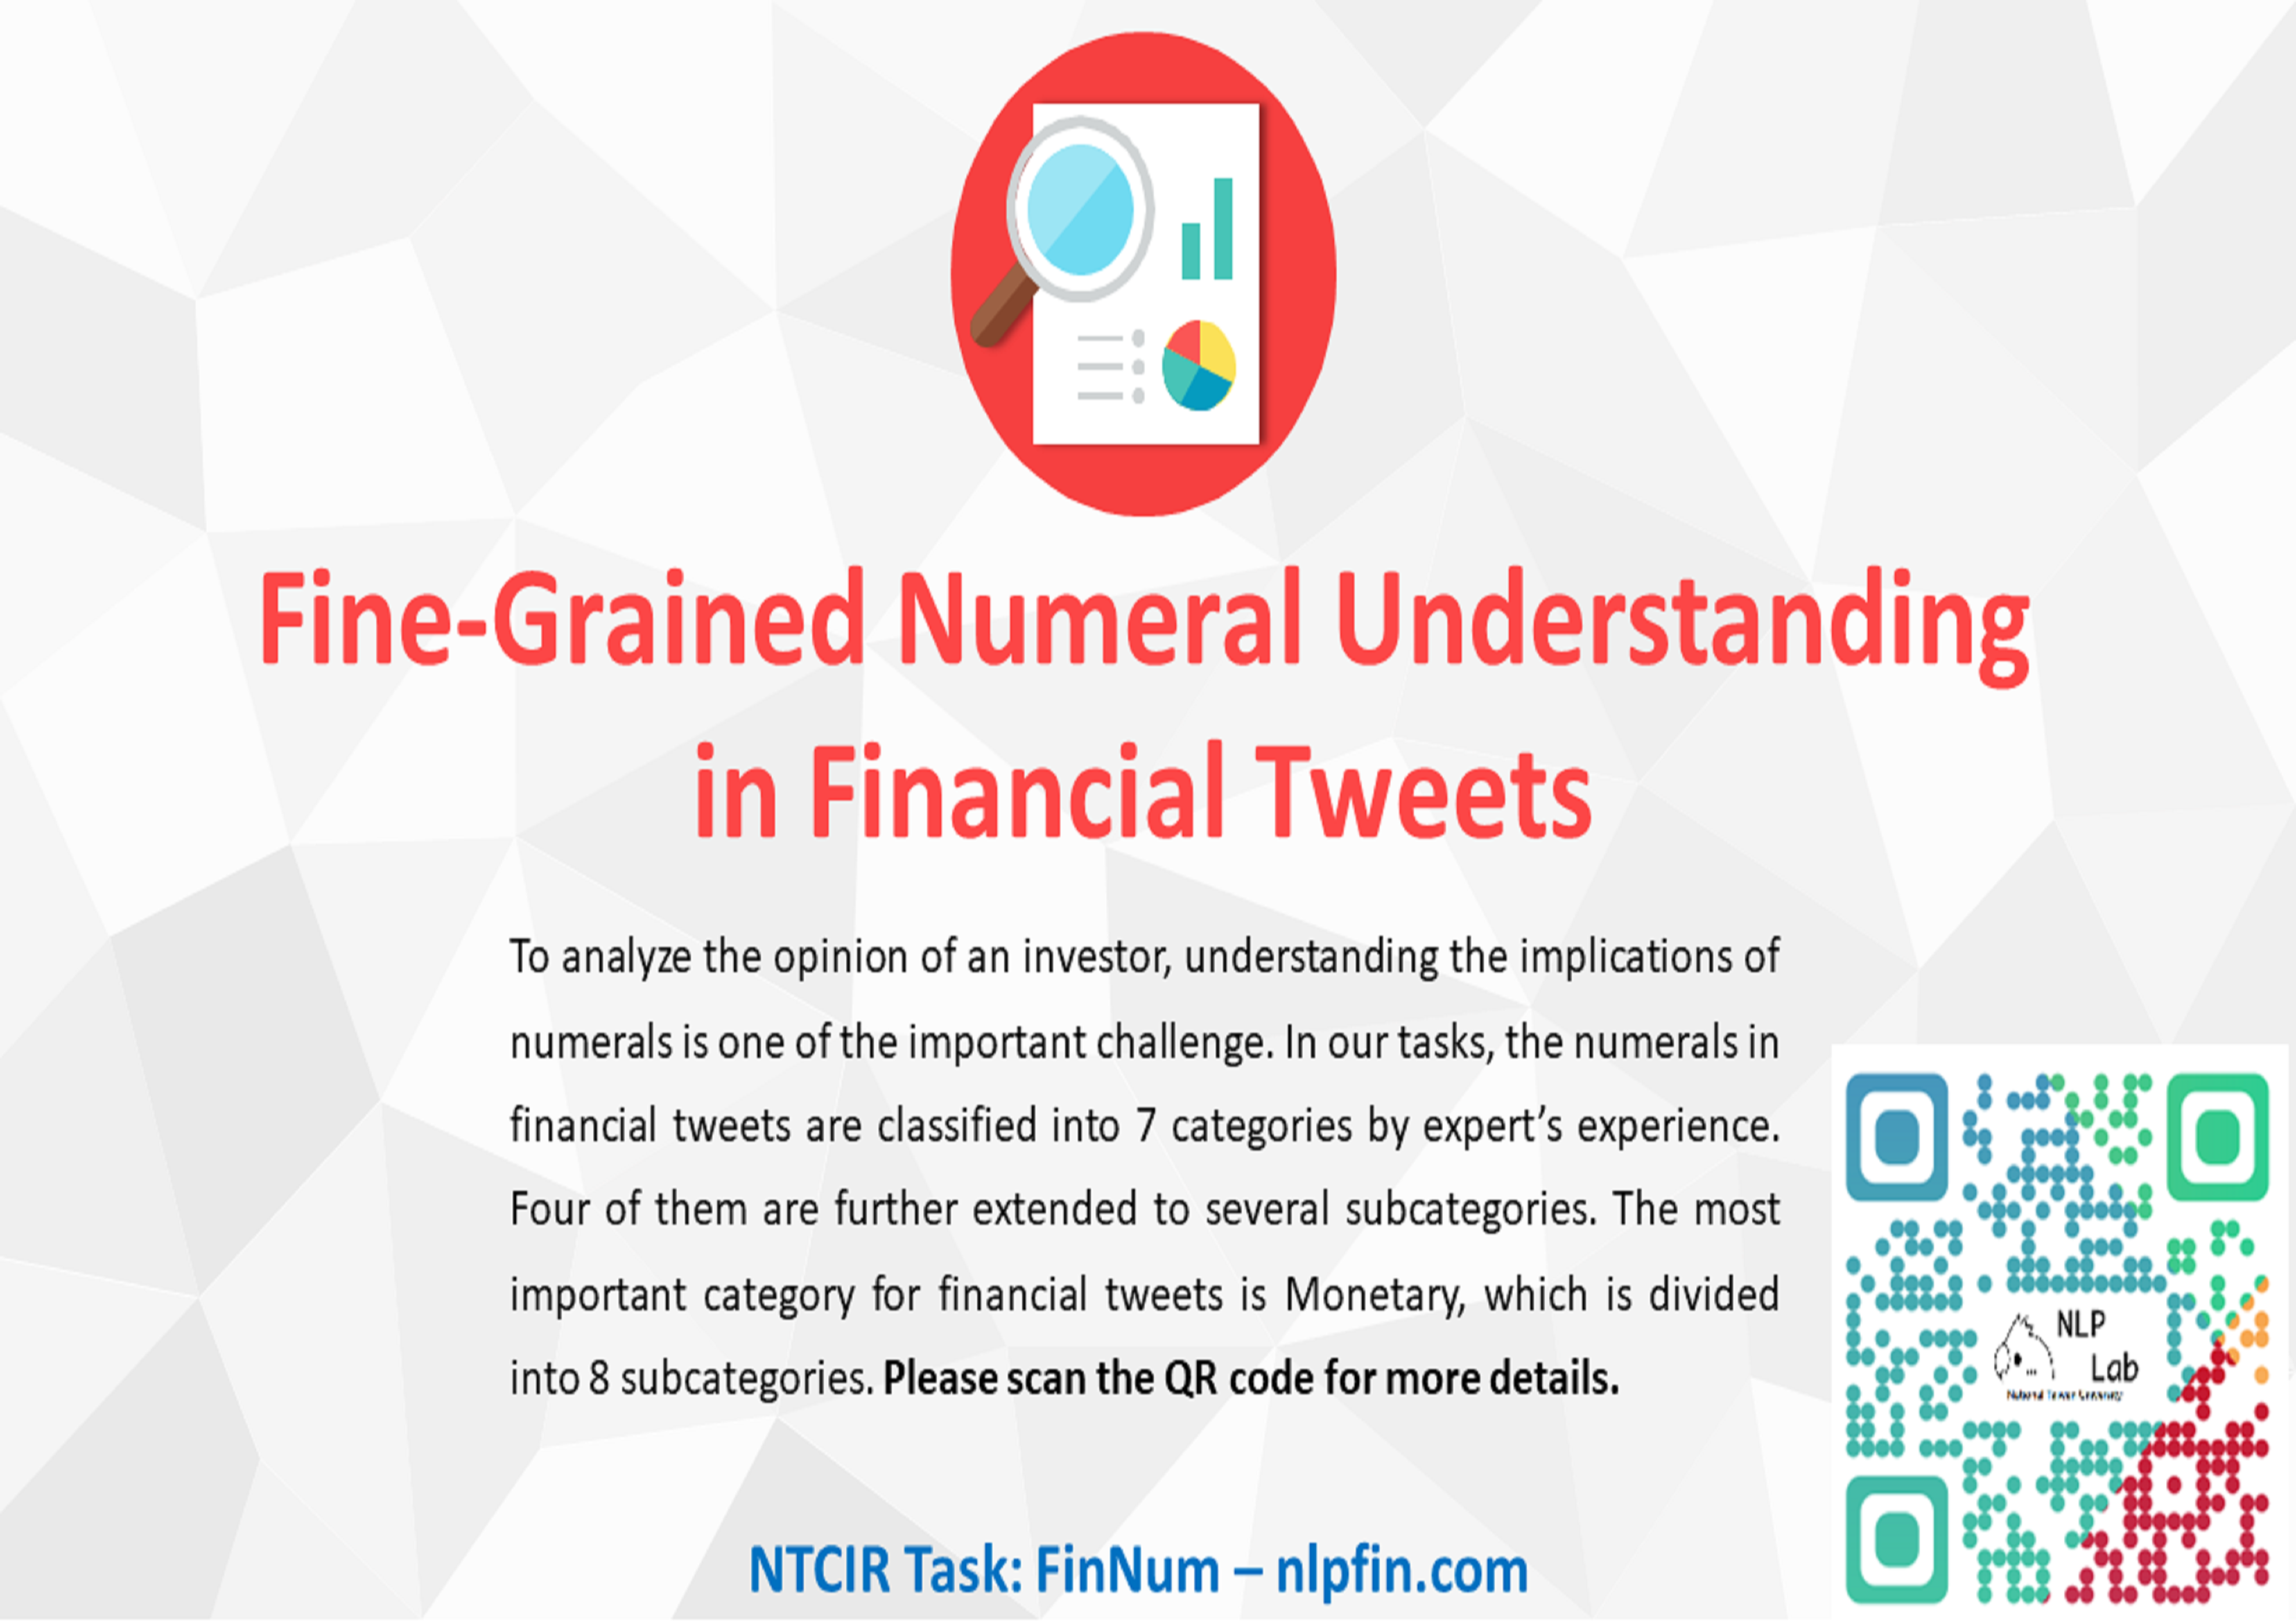 Fine-Grained Numeral Understanding
in Financial Tweets
To analyze the opinion of an investor, understanding the implications of
numerals is one of the important challenge. In our tasks, the numerals in
financial tweets are classified into 7 categories by expert’s experience.
Four of them are further extended to several subcategories. The most
important category for financial tweets is Monetary, which is divided
into 8 subcategories. Please scan the QR code for more details.
NLP
Lab
National Taiwan University
NTCIR Task: FinNum – nlpfin.com